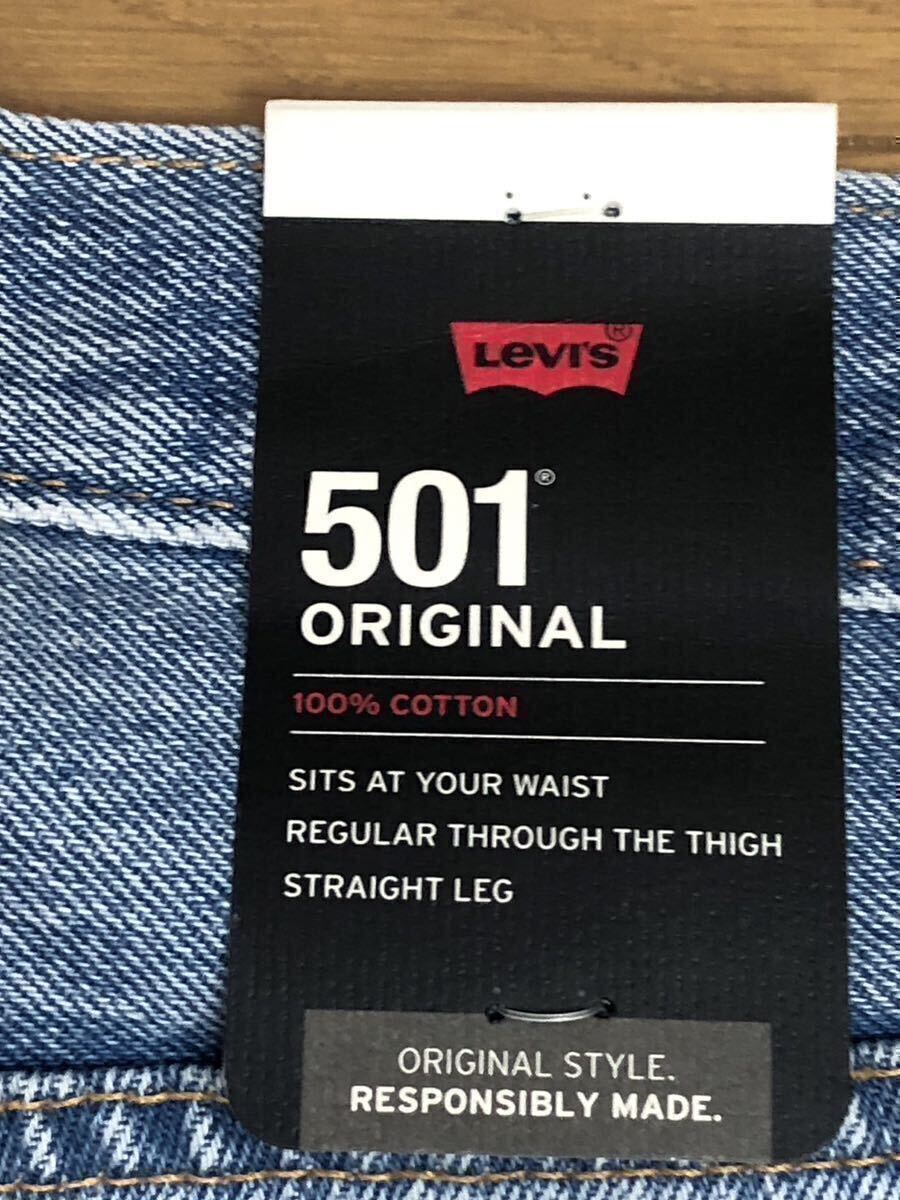 LEVI'S®
501®
ORIGINAL
100% COTTON
SITS AT YOUR WAIST
REGULAR THROUGH THE THIGH
STRAIGHT LEG
ORIGINAL STYLE.
RESPONSIBLY MADE.